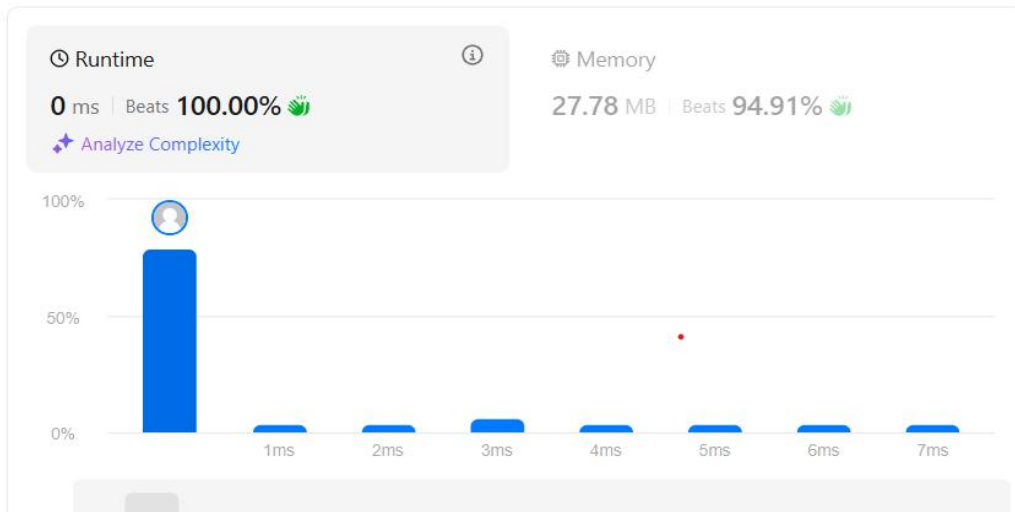 Runtime
0 ms | Beats 100.00%
Analyze Complexity
Memory
27.78 MB | Beats 94.91%
100%
50%
0%
1ms 2ms 3ms 4ms 5ms 6ms 7ms